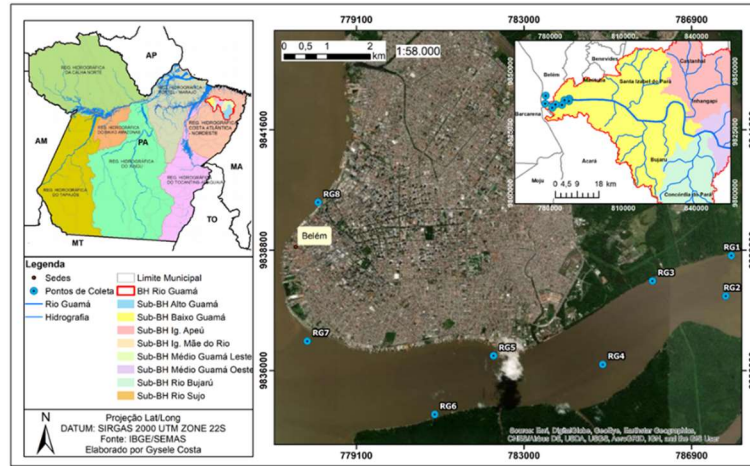 AP
REG. HIDROGRÁFICA
DA CALHA NORTE
REG. HIDROGRÁFICA
COSTA ATLÂNTICA
NORDESTE
AM
PA
MA
REG. HIDROGRÁFICA
DO XINGU
REG. HIDROGRÁFICA
DO TAPAJÓS
REG. HIDROGRÁFICA
DO TOCANTINS-ARAGUAIA
TO
MT
Legenda
Sedes
Pontos de Coleta
Rio Guamá
Hidrografia
Limite Municipal
BH Rio Guamá
Sub-BH Alto Guamá
Sub-BH Baixo Guamá
Sub-BH Ig. Apeú
Sub-BH Ig. Mãe do Rio
Sub-BH Médio Guamá Leste
Sub-BH Médio Guamá Oeste
Sub-BH Rio Bujarú
Sub-BH Rio Sujo
N
Projeção Lat/Long
DATUM: SIRGAS 2000 UTM ZONE 22S
Fonte: IBGE/SEMAS
Elaborado por Gysele Costa
779100
783000
786900
0 0,5 1 2
km
1:58.000
9841600
9838800
9836000
780000
810000
840000
9850000
9825000
9800000
Benevides
Belém
Santa Izabel do Pará
Castanhal
Inhangapi
Barcarena
Acará
Bujaru
Moju
Concórdia do Pará
0 4,5 9 18
km
RG8
Belém
RG1
RG3
RG2
RG7
RG5
RG4
RG6
9841600
9836000
Source: Esri, DigitalGlobe, GeoEye, Earthstar Geographics,
CNES/Airbus DS, USDA, USGS, AeroGRID, IGN, and the GIS User
779100
783000
786900